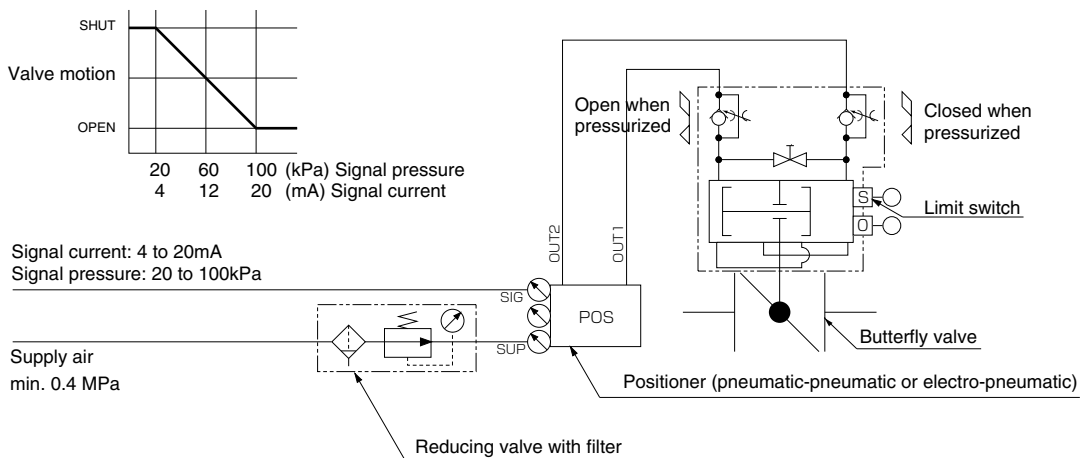 SHUT
Valve motion
OPEN
20 60 100 (kPa) Signal pressure
4 12 20 (mA) Signal current
Open when
pressurized
Closed when
pressurized
S
O
Limit switch
OUT2
OUT1
Signal current: 4 to 20mA
Signal pressure: 20 to 100kPa
SIG
POS
SUP
Butterfly valve
Supply air
min. 0.4 MPa
Positioner (pneumatic-pneumatic or electro-pneumatic)
Reducing valve with filter